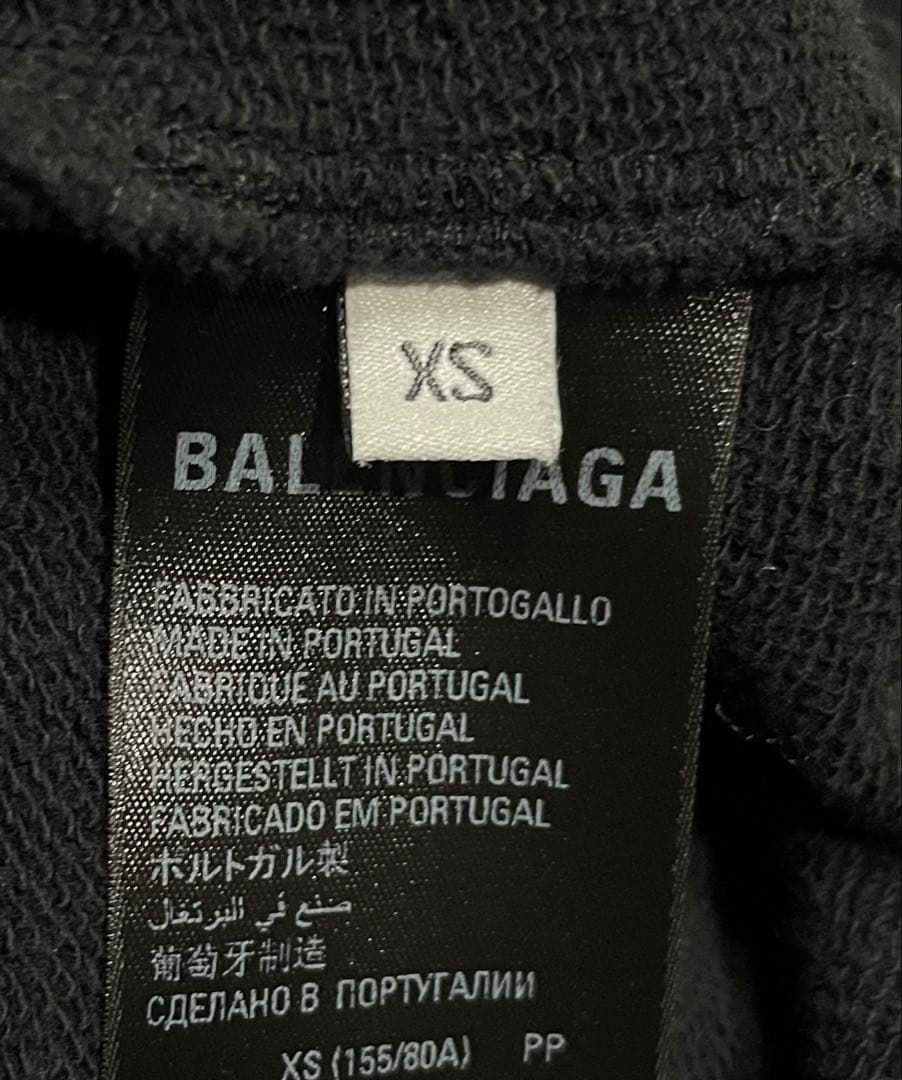 XS
BALENCIAGA
FABBRICATO IN PORTOGALLO
MADE IN PORTUGAL
FABRIQUÉ AU PORTUGAL
HECHO EN PORTUGAL
HERGESTELLT IN PORTUGAL
FABRICADO EM PORTUGAL
ポルトガル製
صنع في البرتغال
葡萄牙制造
СДЕЛАНО В ПОРТУГАЛИИ
XS (155/80A) PP